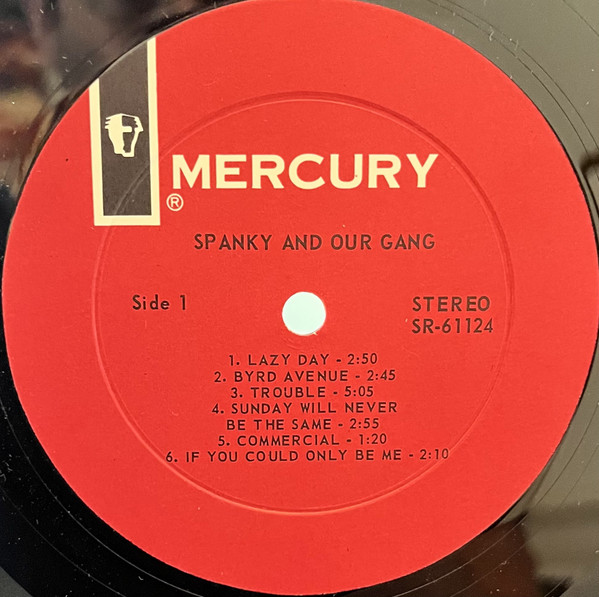 MERCURY
®
SPANKY AND OUR GANG
Side 1
STEREO
SR-61124
1. LAZY DAY - 2:50
2. BYRD AVENUE - 2:45
3. TROUBLE - 5:05
4. SUNDAY WILL NEVER
BE THE SAME - 2:55
5. COMMERCIAL - 1:20
6. IF YOU COULD ONLY BE ME - 2:10